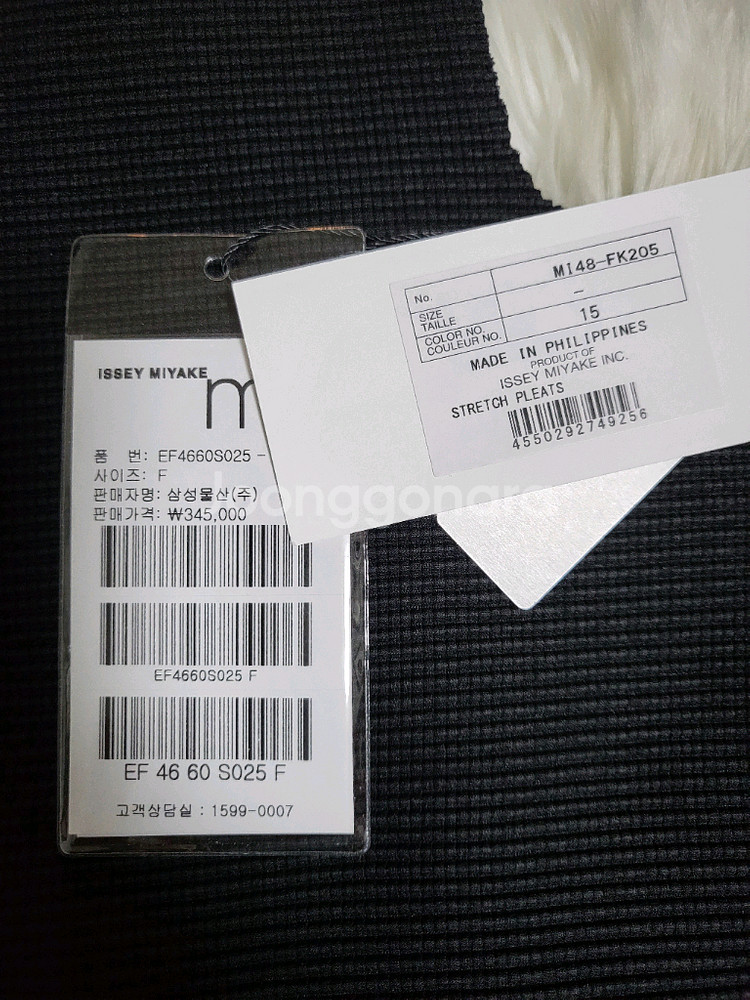 ISSEY MIYAKE
m
품 번: EF4660S025 -
사이즈: F
판매자명: 삼성물산(주)
판매가격: ₩345,000
EF4660S025 F
EF 46 60 S025 F
고객상담실 : 1599-0007
No. MI48-FK205
SIZE
TAILLE -
COLOR NO.
COULEUR NO. 15
MADE IN PHILIPPINES
PRODUCT OF
ISSEY MIYAKE INC.
STRETCH PLEATS
4550292749256